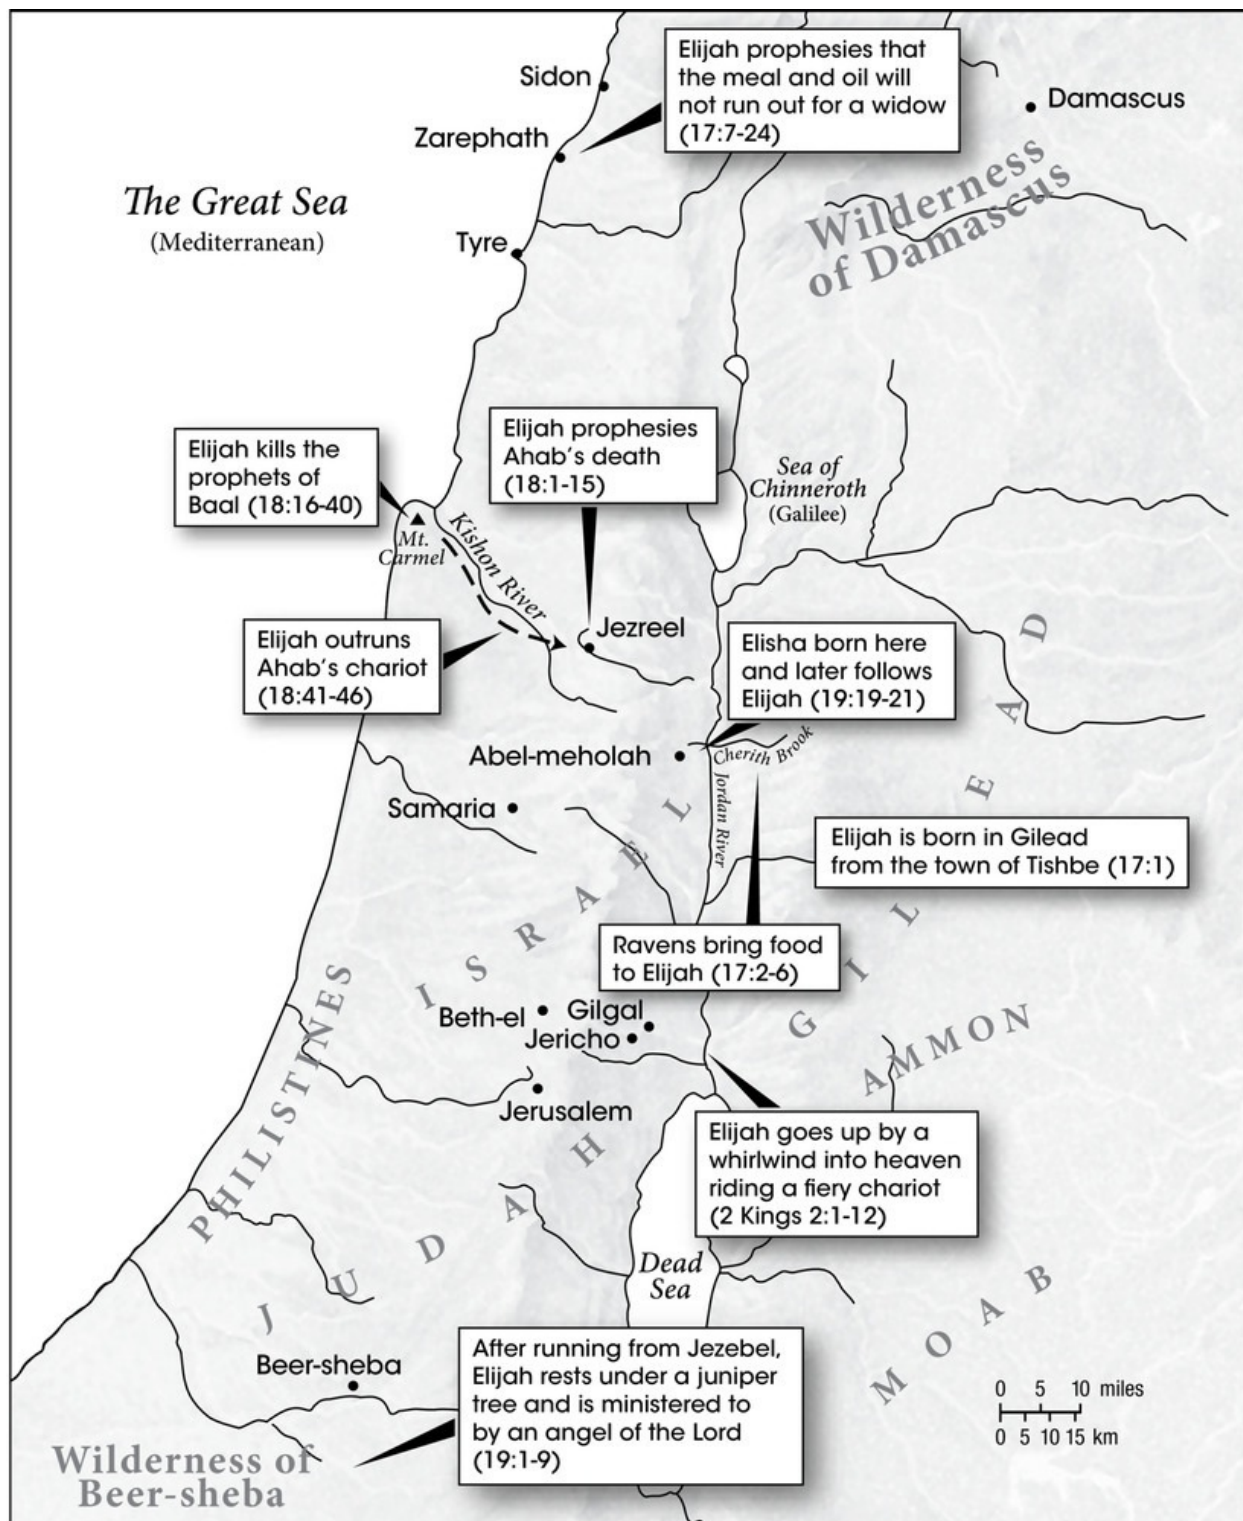 Elijah prophesies that
the meal and oil will
not run out for a widow
(17:7-24)
Sidon
Damascus
Zarephath
Wilderness
of Damascus
The Great Sea
(Mediterranean)
Tyre
Elijah kills the
prophets of
Baal (18:16-40)
Elijah prophesies
Ahab's death
(18:1-15)
Sea of
Chinneroth
(Galilee)
Mt.
Carmel
Kishon River
Elijah outruns
Ahab's chariot
(18:41-46)
Jezreel
Elisha born here
and later follows
Elijah (19:19-21)
Abel-meholah
Cherith Brook
Jordan River
Samaria
Elijah is born in Gilead
from the town of Tishbe (17:1)
ISRAEL
GILEAD
Ravens bring food
to Elijah (17:2-6)
Beth-el
Gilgal
Jericho
AMMON
PHILISTINES
Jerusalem
Elijah goes up by a
whirlwind into heaven
riding a fiery chariot
(2 Kings 2:1-12)
JUDAH
Dead
Sea
MOAB
After running from Jezebel,
Elijah rests under a juniper
tree and is ministered to
by an angel of the Lord
(19:1-9)
Beer-sheba
Wilderness of
Beer-sheba
0 5 10 miles
0 5 10 15 km